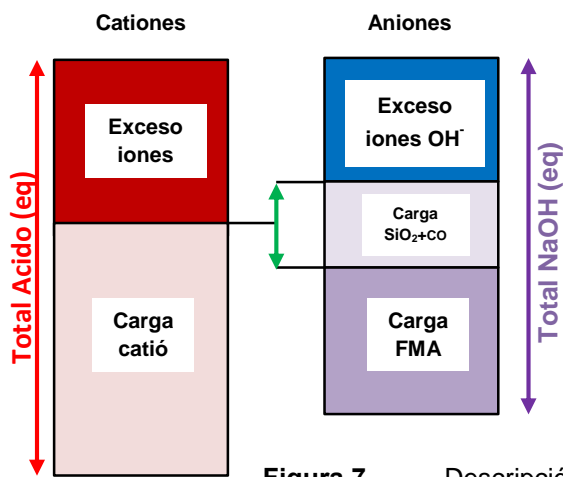 Cationes
Aniones
Total Acido (eq)
Exceso
iones
Carga
catió
Exceso
iones OH⁻
Carga
SiO₂+CO
Carga
FMA
Total NaOH (eq)
Figura 7
Descripció